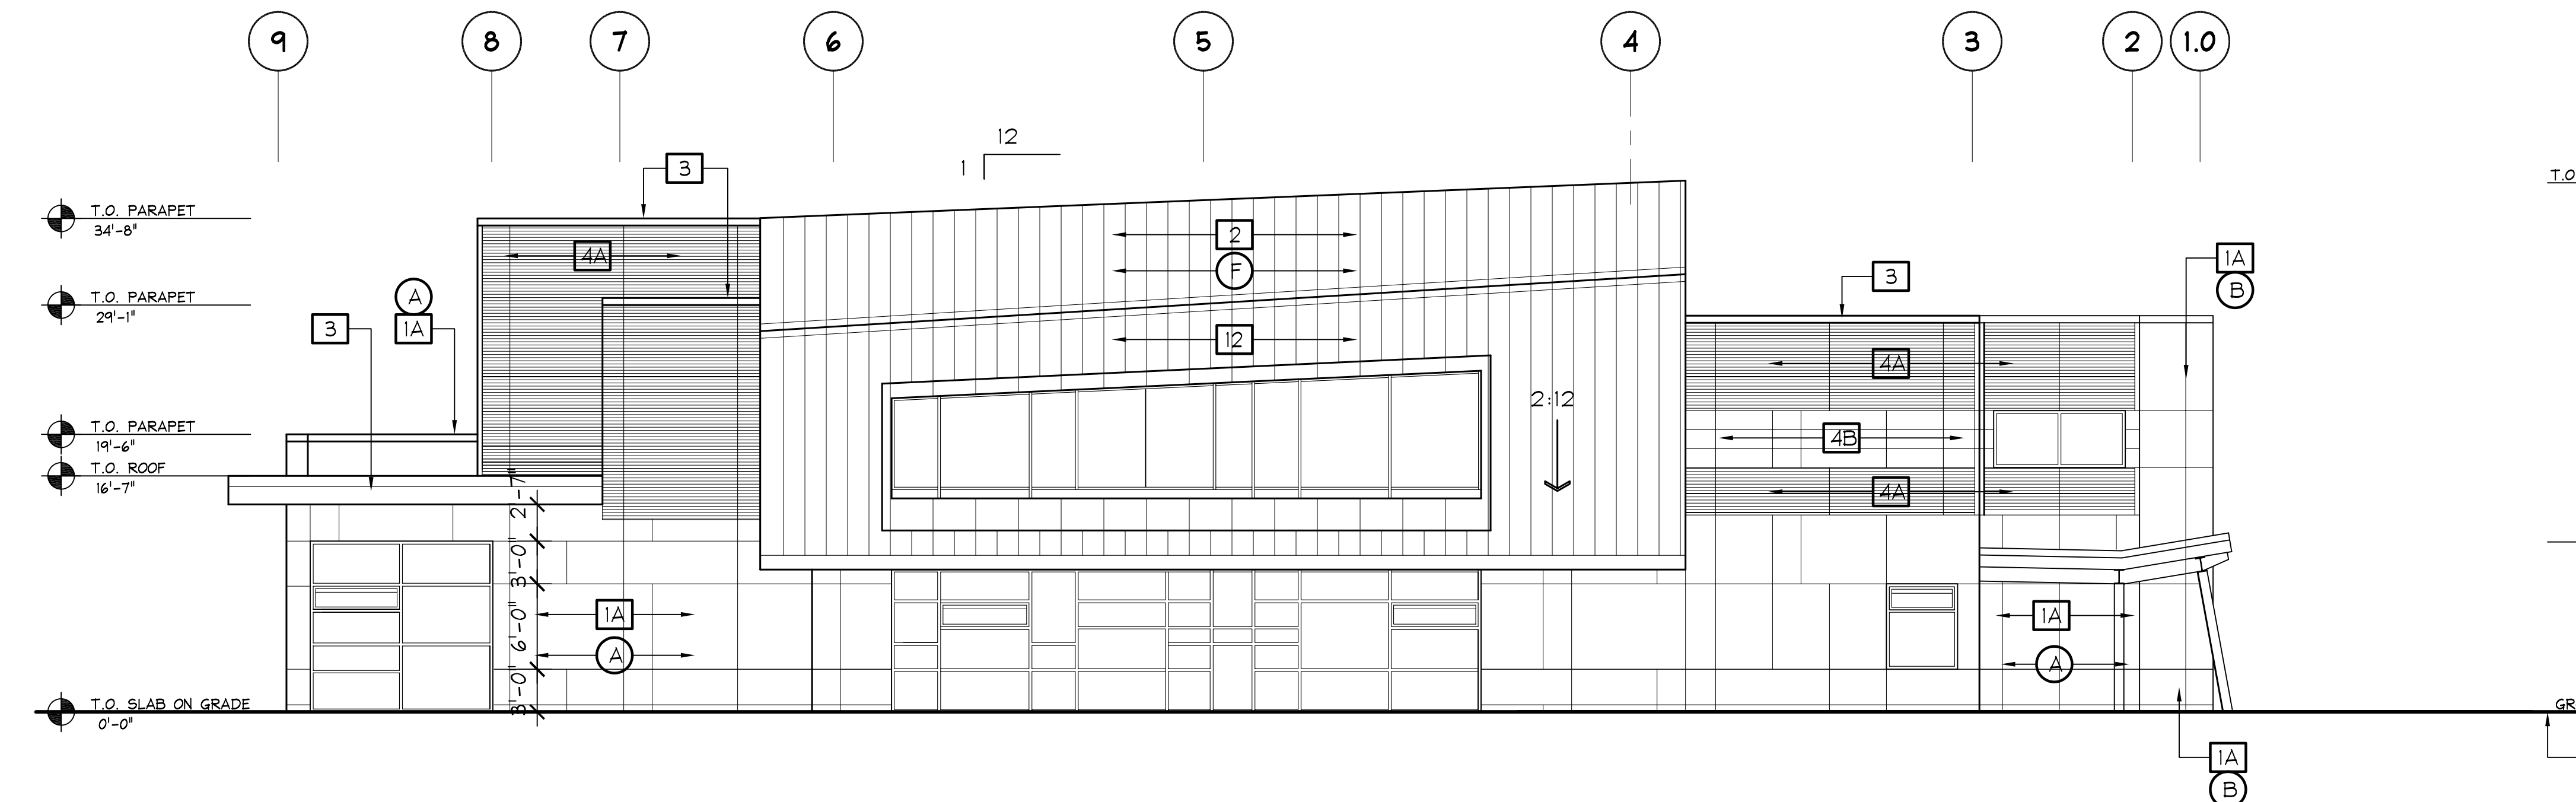 9 8 7 6 5 4 3 2 1.0
12
1
3
T.O.
T.O. PARAPET
34'-8"
2
4A
1A
F
B
3
A
T.O. PARAPET
29'-1"
3
1A
12
4A
2:12
T.O. PARAPET
19'-6"
4B
T.O. ROOF
16'-7"
4A
2'-7"
3'-0"
6'-0"
3'-0"
1A
A
1A
A
T.O. SLAB ON GRADE
0'-0"
GR
1A
B